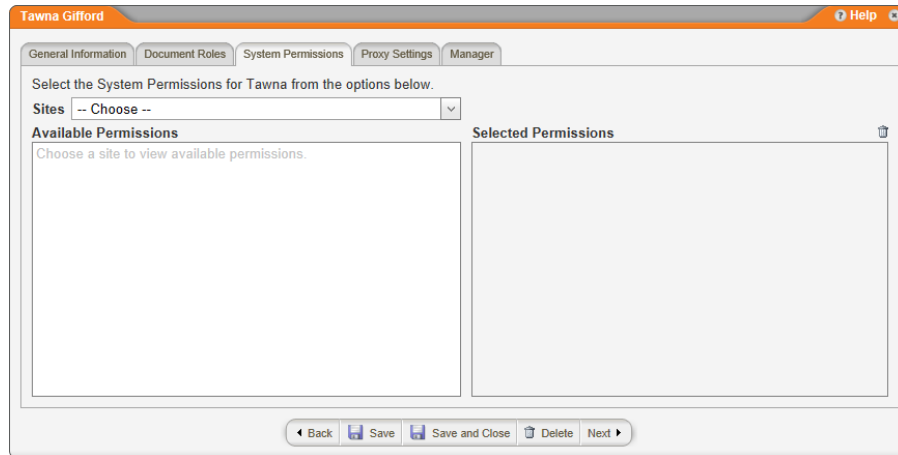 Tawna Gifford
Help
General Information Document Roles System Permissions Proxy Settings Manager
Select the System Permissions for Tawna from the options below.
Sites -- Choose --
Available Permissions Selected Permissions
Choose a site to view available permissions.
Back Save Save and Close Delete Next